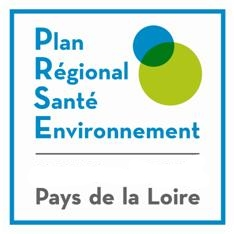 Plan
Régional
Santé
Environnement
Pays de la Loire